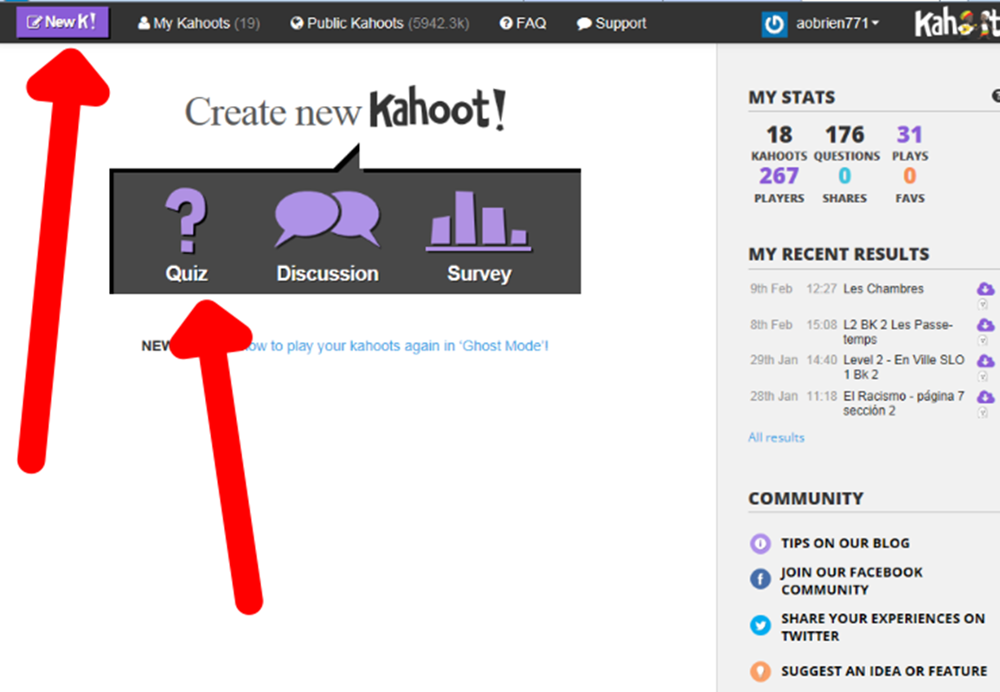 New K!
My Kahoots (19)
Public Kahoots (5942.3k)
FAQ
Support
aobrien771
Create new Kahoot!
Quiz
Discussion
Survey
to play your kahoots again in ‘Ghost Mode’!
MY STATS
18 176 31
KAHOOTS QUESTIONS PLAYS
267 0 0
PLAYERS SHARES FAVS
MY RECENT RESULTS
9th Feb 12:27 Les Chambres
8th Feb 15:08 L2 BK 2 Les Passe-
temps
29th Jan 14:40 Level 2 - En Ville SLO
1 Bk 2
28th Jan 11:18 El Racismo - página 7
sección 2
All results
COMMUNITY
TIPS ON OUR BLOG
JOIN OUR FACEBOOK
COMMUNITY
SHARE YOUR EXPERIENCES ON
TWITTER
SUGGEST AN IDEA OR FEATURE